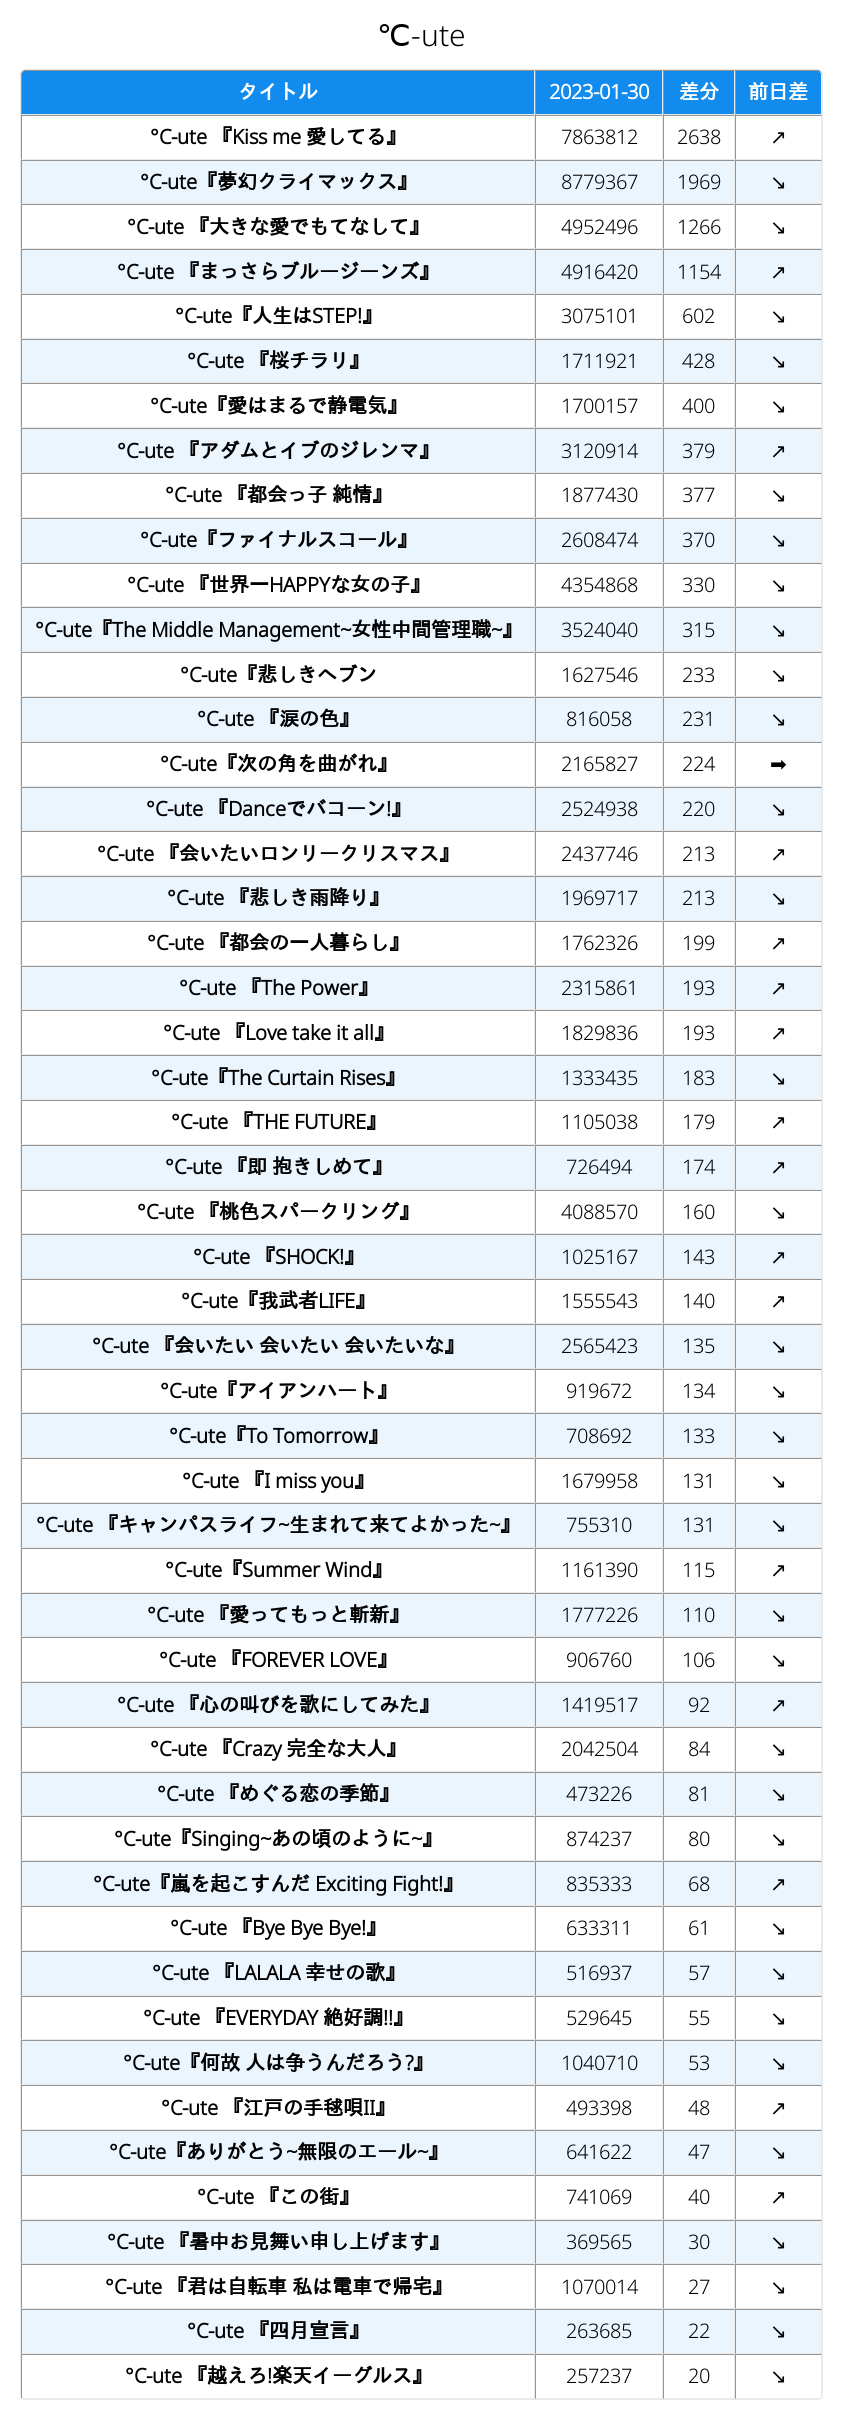 ℃-ute
タイトル 2023-01-30 差分 前日差
°C-ute 『Kiss me 愛してる』 7863812 2638 ↗
°C-ute『夢幻クライマックス』 8779367 1969 ↘
°C-ute 『大きな愛でもてなして』 4952496 1266 ↘
°C-ute 『まっさらブルージーンズ』 4916420 1154 ↗
°C-ute『人生はSTEP!』 3075101 602 ↘
°C-ute 『桜チラリ』 1711921 428 ↘
°C-ute『愛はまるで静電気』 1700157 400 ↘
°C-ute 『アダムとイブのジレンマ』 3120914 379 ↗
°C-ute 『都会っ子 純情』 1877430 377 ↘
°C-ute『ファイナルスコール』 2608474 370 ↘
°C-ute 『世界一HAPPYな女の子』 4354868 330 ↘
°C-ute『The Middle Management~女性中間管理職~』 3524040 315 ↘
°C-ute『悲しきヘブン 1627546 233 ↘
°C-ute 『涙の色』 816058 231 ↘
°C-ute『次の角を曲がれ』 2165827 224 ➡
°C-ute 『Danceでバコーン!』 2524938 220 ↘
°C-ute 『会いたいロンリークリスマス』 2437746 213 ↗
°C-ute 『悲しき雨降り』 1969717 213 ↘
°C-ute 『都会の一人暮らし』 1762326 199 ↗
°C-ute 『The Power』 2315861 193 ↗
°C-ute 『Love take it all』 1829836 193 ↗
°C-ute『The Curtain Rises』 1333435 183 ↘
°C-ute 『THE FUTURE』 1105038 179 ↗
°C-ute 『即 抱きしめて』 726494 174 ↗
°C-ute 『桃色スパークリング』 4088570 160 ↘
°C-ute 『SHOCK!』 1025167 143 ↗
°C-ute『我武者LIFE』 1555543 140 ↗
°C-ute 『会いたい 会いたい 会いたいな』 2565423 135 ↘
°C-ute『アイアンハート』 919672 134 ↘
°C-ute『To Tomorrow』 708692 133 ↘
°C-ute 『I miss you』 1679958 131 ↘
°C-ute 『キャンパスライフ~生まれて来てよかった~』 755310 131 ↘
°C-ute『Summer Wind』 1161390 115 ↗
°C-ute 『愛ってもっと斬新』 1777226 110 ↘
°C-ute 『FOREVER LOVE』 906760 106 ↘
°C-ute 『心の叫びを歌にしてみた』 1419517 92 ↗
°C-ute 『Crazy 完全な大人』 2042504 84 ↘
°C-ute 『めぐる恋の季節』 473226 81 ↘
°C-ute『Singing~あの頃のように~』 874237 80 ↘
°C-ute『嵐を起こすんだ Exciting Fight!』 835333 68 ↗
°C-ute 『Bye Bye Bye!』 633311 61 ↘
°C-ute 『LALALA 幸せの歌』 516937 57 ↘
°C-ute 『EVERYDAY 絶好調!!』 529645 55 ↘
°C-ute『何故 人は争うんだろう?』 1040710 53 ↘
°C-ute 『江戸の手毬唄II』 493398 48 ↗
°C-ute『ありがとう~無限のエール~』 641622 47 ↘
°C-ute 『この街』 741069 40 ↗
°C-ute 『暑中お見舞い申し上げます』 369565 30 ↘
°C-ute 『君は自転車 私は電車で帰宅』 1070014 27 ↘
°C-ute 『四月宣言』 263685 22 ↘
°C-ute 『越えろ!楽天イーグルス』 257237 20 ↘